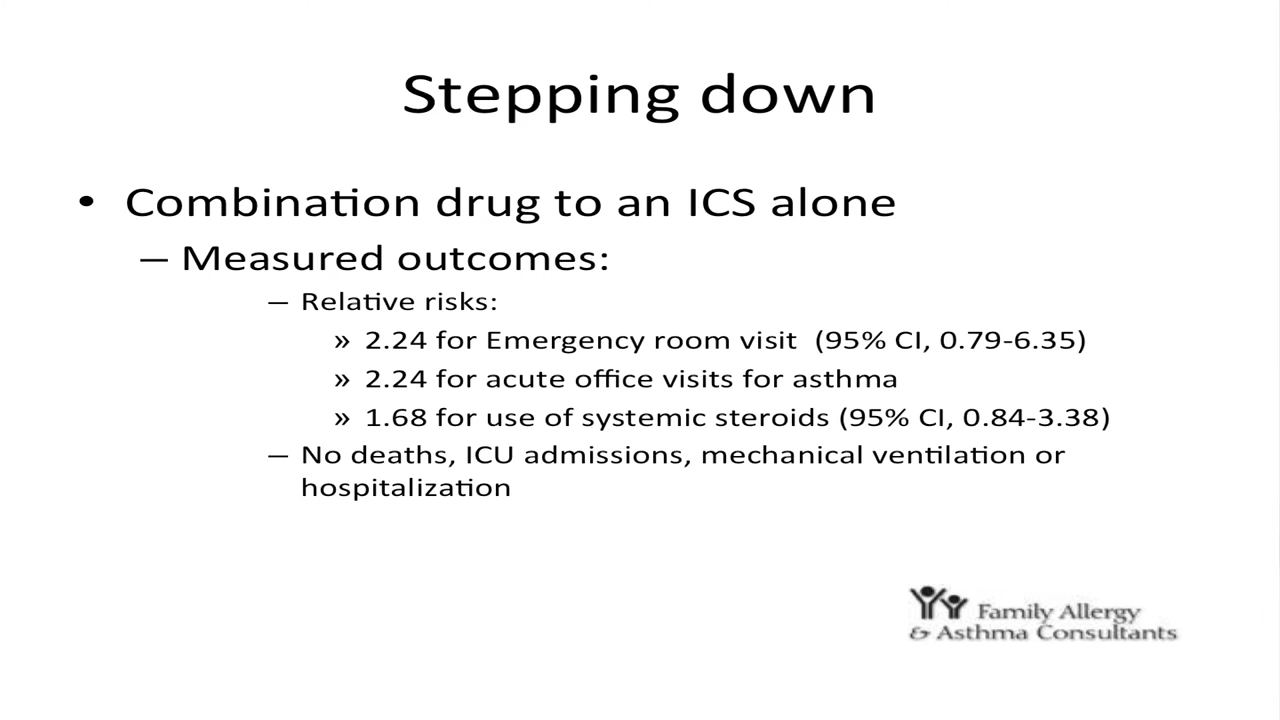 Stepping down
• Combination drug to an ICS alone
– Measured outcomes:
– Relative risks:
» 2.24 for Emergency room visit (95% CI, 0.79-6.35)
» 2.24 for acute office visits for asthma
» 1.68 for use of systemic steroids (95% CI, 0.84-3.38)
– No deaths, ICU admissions, mechanical ventilation or
hospitalization
Family Allergy
& Asthma Consultants